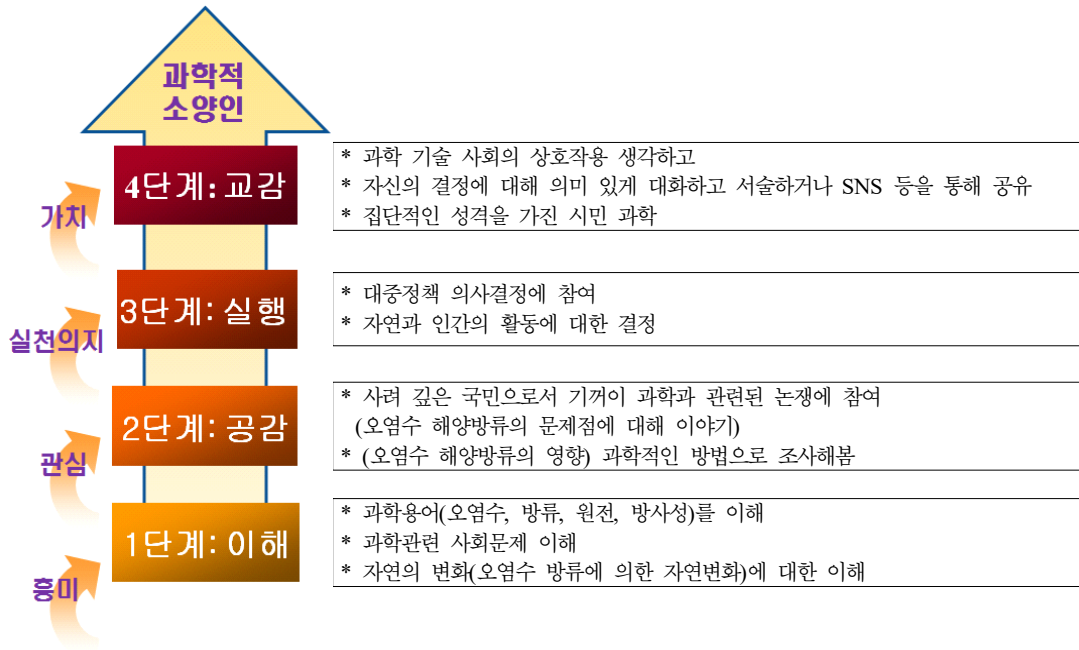 과학적
소양인
4단계: 교감
* 과학 기술 사회의 상호작용 생각하고
* 자신의 결정에 대해 의미 있게 대화하고 서술하거나 SNS 등을 통해 공유
* 집단적인 성격을 가진 시민 과학
가치
3단계: 실행
* 대중정책 의사결정에 참여
* 자연과 인간의 활동에 대한 결정
실천의지
2단계: 공감
* 사려 깊은 국민으로서 기꺼이 과학과 관련된 논쟁에 참여
(오염수 해양방류의 문제점에 대해 이야기)
* (오염수 해양방류의 영향) 과학적인 방법으로 조사해봄
관심
1단계: 이해
* 과학용어(오염수, 방류, 원전, 방사성)를 이해
* 과학관련 사회문제 이해
* 자연의 변화(오염수 방류에 의한 자연변화)에 대한 이해
흥미